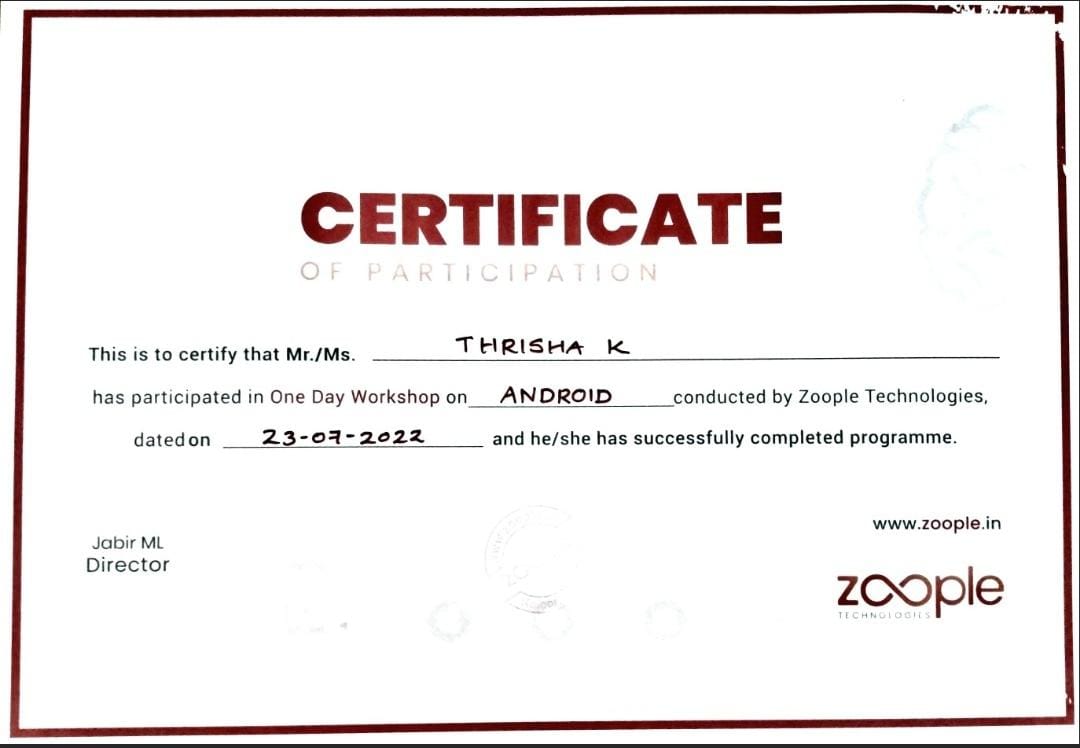 CERTIFICATE
OF PARTICIPATION
This is to certify that Mr./Ms. THRISHA K
has participated in One Day Workshop on ANDROID conducted by Zoople Technologies,
dated on 23-07-2022 and he/she has successfully completed programme.
www.zoople.in
Jabir ML
Director
zoople
TECHNOLOGIES